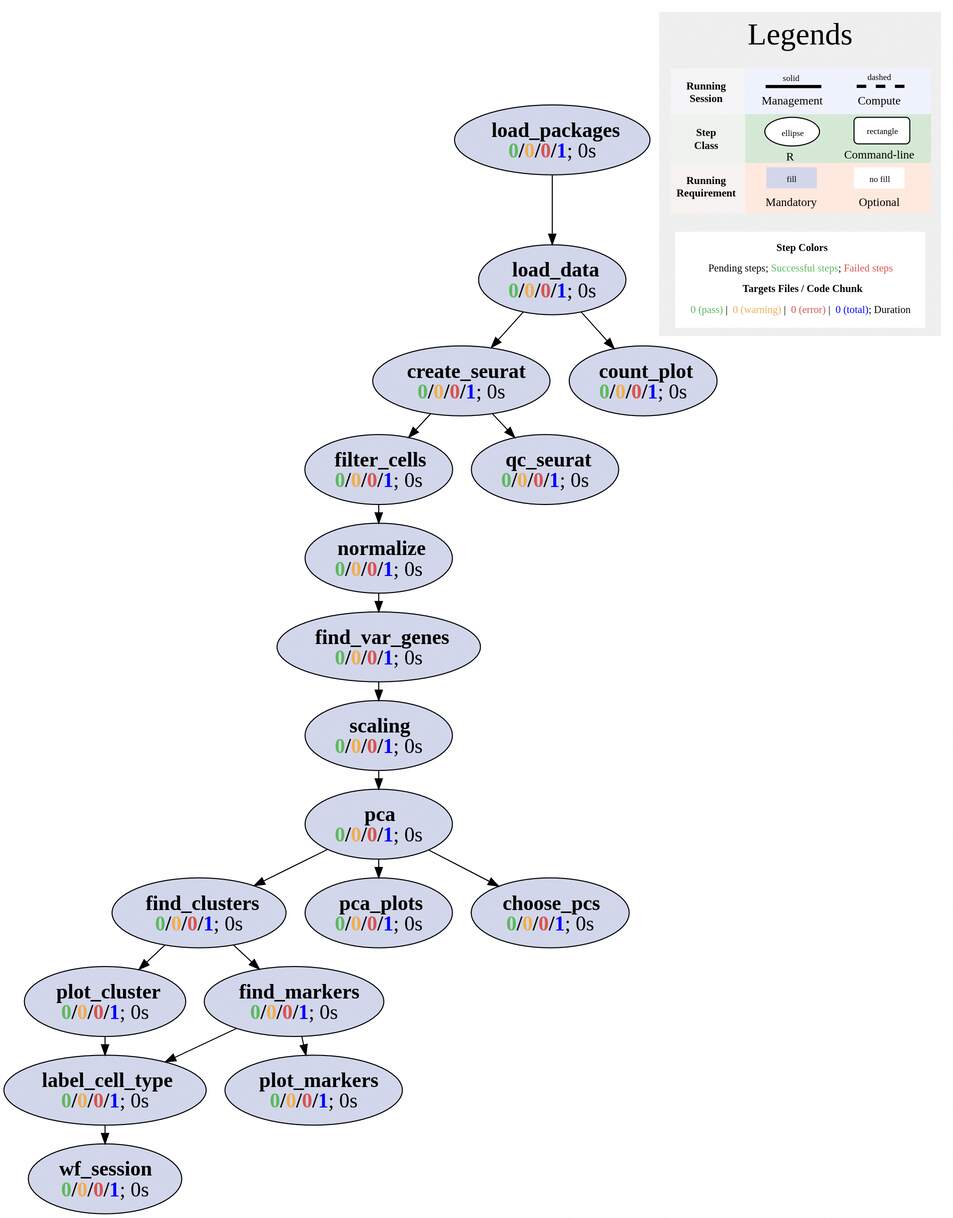 Legends
Running
Session
solid
Management
dashed
Compute
Step
Class
ellipse
R
rectangle
Command-line
Running
Requirement
fill
Mandatory
no fill
Optional
Step Colors
Pending steps; Successful steps; Failed steps
Targets Files / Code Chunk
0 (pass) | 0 (warning) | 0 (error) | 0 (total); Duration
load_packages
0/0/0/1; 0s
load_data
0/0/0/1; 0s
create_seurat
0/0/0/1; 0s
count_plot
0/0/0/1; 0s
filter_cells
0/0/0/1; 0s
qc_seurat
0/0/0/1; 0s
normalize
0/0/0/1; 0s
find_var_genes
0/0/0/1; 0s
scaling
0/0/0/1; 0s
pca
0/0/0/1; 0s
find_clusters
0/0/0/1; 0s
pca_plots
0/0/0/1; 0s
choose_pcs
0/0/0/1; 0s
plot_cluster
0/0/0/1; 0s
find_markers
0/0/0/1; 0s
label_cell_type
0/0/0/1; 0s
plot_markers
0/0/0/1; 0s
wf_session
0/0/0/1; 0s